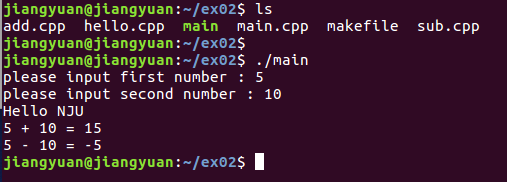 jiangyuan@jiangyuan:~/ex02$ ls
add.cpp  hello.cpp  main  main.cpp  makefile  sub.cpp
jiangyuan@jiangyuan:~/ex02$
jiangyuan@jiangyuan:~/ex02$ ./main
please input first number : 5
please input second number : 10
Hello NJU
5 + 10 = 15
5 - 10 = -5
jiangyuan@jiangyuan:~/ex02$